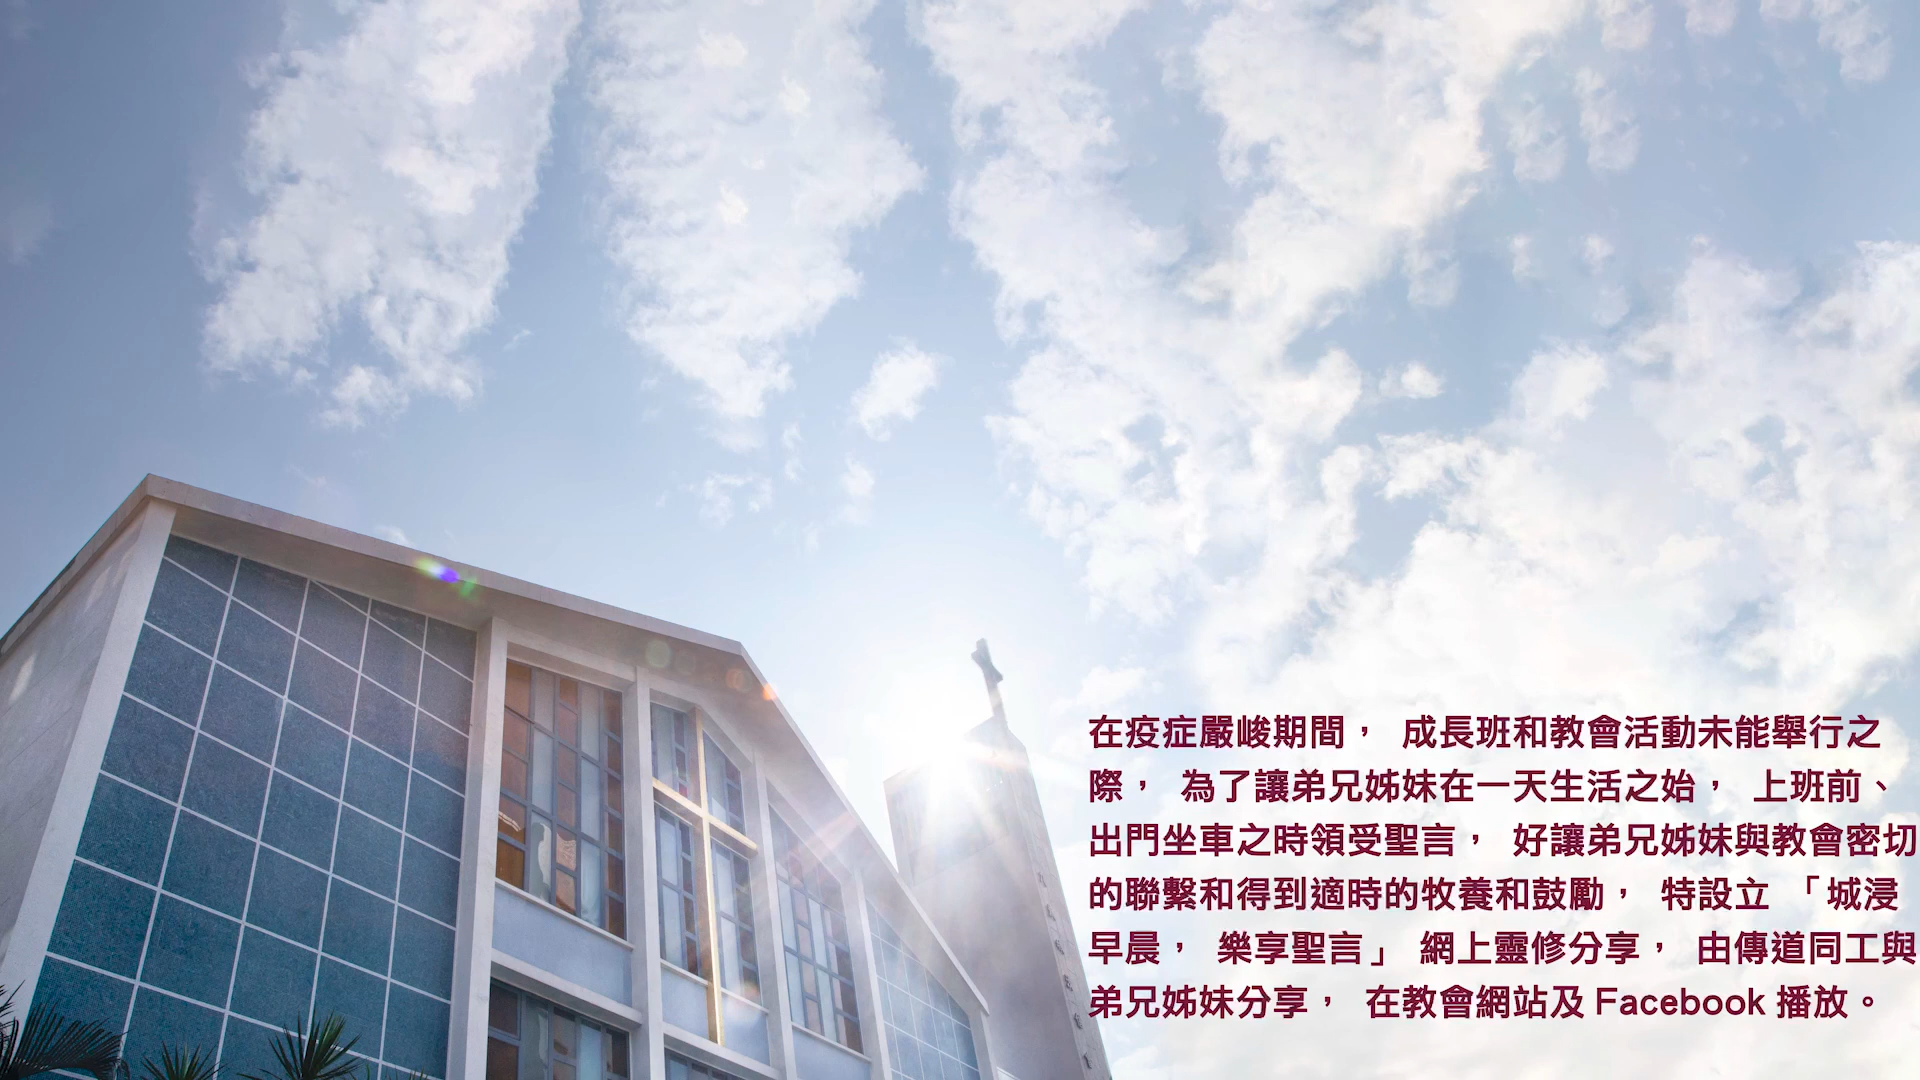 在疫症嚴峻期間， 成長班和教會活動未能舉行之
際， 為了讓弟兄姊妹在一天生活之始， 上班前、
出門坐車之時領受聖言， 好讓弟兄姊妹與教會密切
的聯繫和得到適時的牧養和鼓勵， 特設立 「城浸
早晨， 樂享聖言」 網上靈修分享， 由傳道同工與
弟兄姊妹分享， 在教會網站及 Facebook 播放。